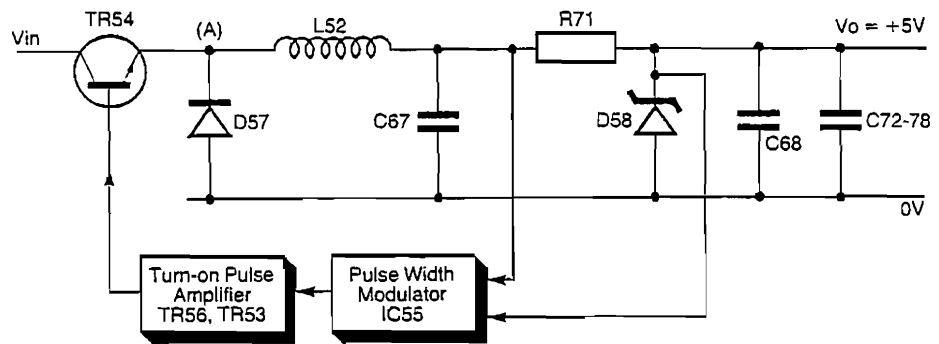 TR54
Vin
(A)
L52
R71
Vo = +5V
D57
C67
D58
C68
C72-78
0V
Turn-on Pulse
Amplifier
TR56, TR53
Pulse Width
Modulator
IC55